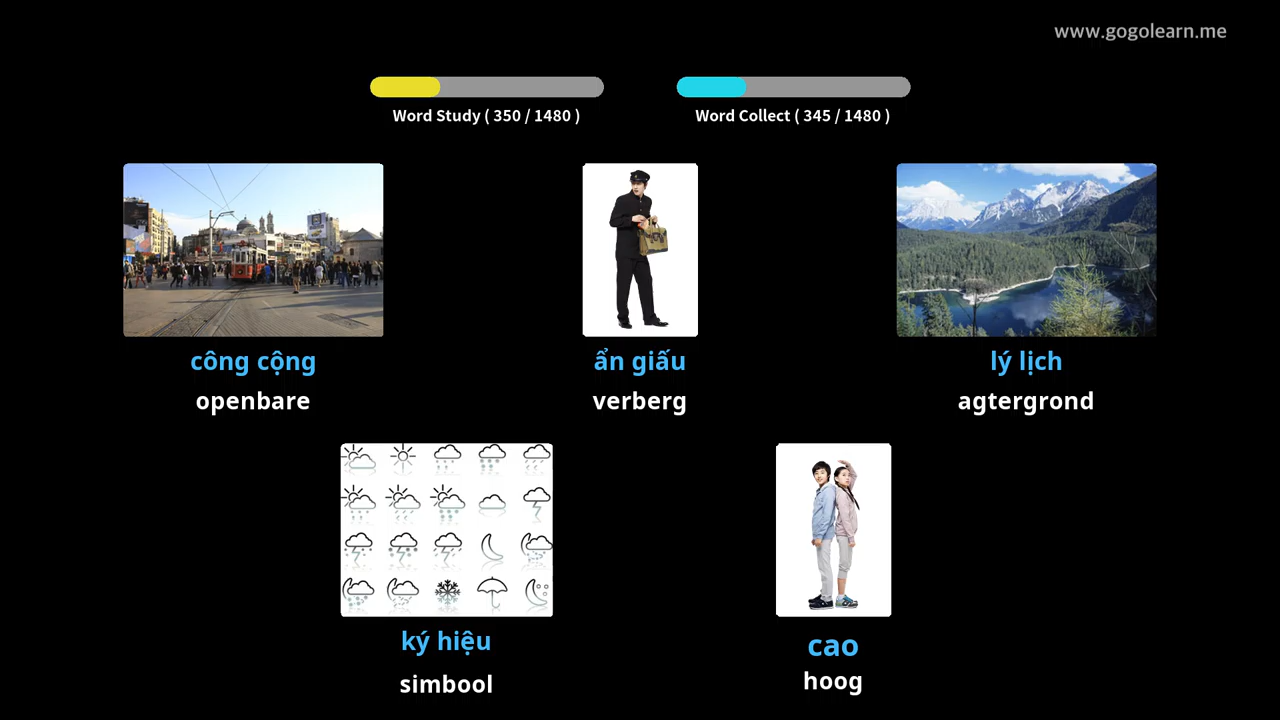 www.gogolearn.me
Word Study ( 350 / 1480 )
Word Collect ( 345 / 1480 )
công cộng
ẩn giấu
lý lịch
openbare
verberg
agtergrond
ký hiệu
cao
simbool
hoog